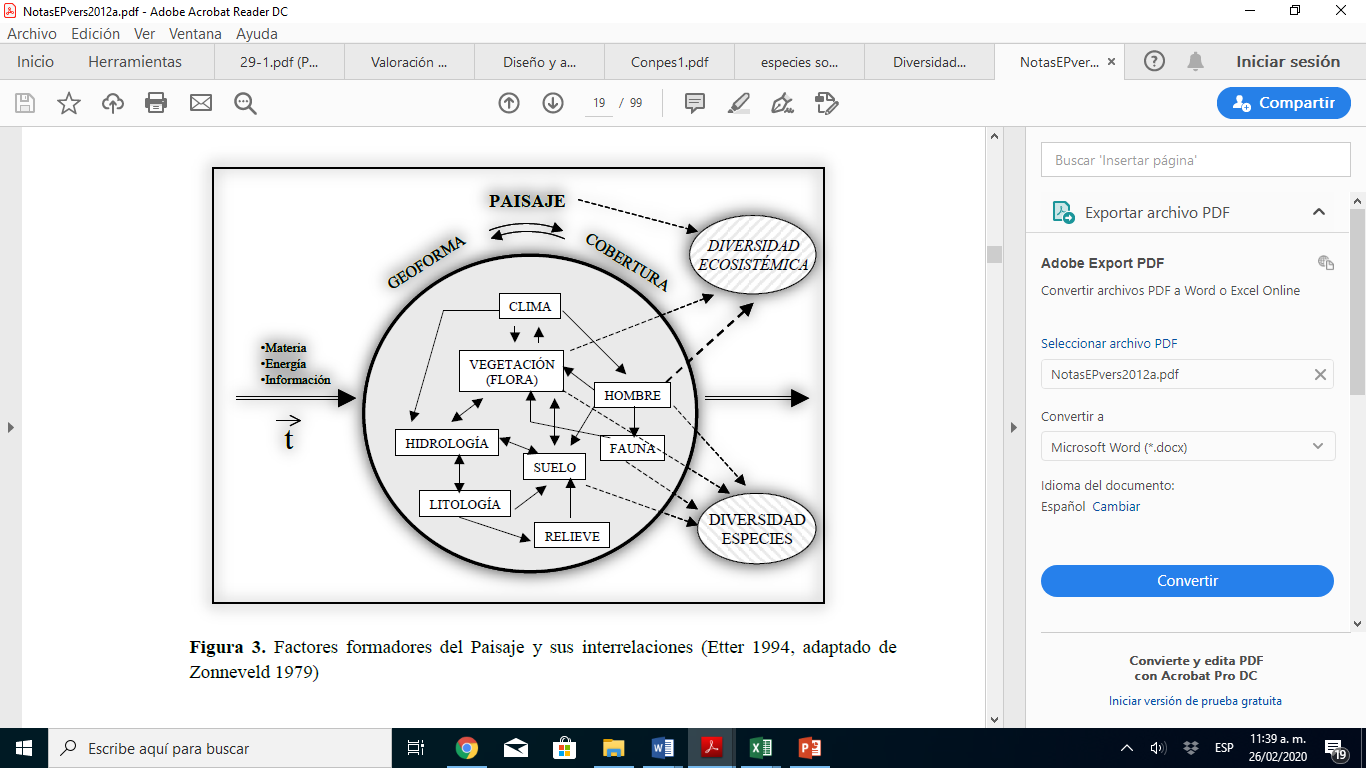 NotasEPvers2012a.pdf - Adobe Acrobat Reader DC
Archivo Edición Ver Ventana Ayuda
Inicio Herramientas 29-1.pdf (P... Valoración ... Diseño y a... Conpes1.pdf especies so... Diversidad... NotasEPver... Iniciar sesión
19 / 99
Compartir
PAISAJE
GEOFORMA
COBERTURA
DIVERSIDAD
ECOSISTÉMICA
CLIMA
•Materia
•Energía
•Información
t
VEGETACIÓN
(FLORA)
HOMBRE
HIDROLOGÍA
FAUNA
SUELO
LITOLOGÍA
RELIEVE
DIVERSIDAD
ESPECIES
Figura 3. Factores formadores del Paisaje y sus interrelaciones (Etter 1994, adaptado de
Zonneveld 1979)
Buscar 'Insertar página'
Exportar archivo PDF
Adobe Export PDF
Convertir archivos PDF a Word o Excel Online
Seleccionar archivo PDF
NotasEPvers2012a.pdf
Convertir a
Microsoft Word (*.docx)
Idioma del documento:
Español Cambiar
Convertir
Convierte y edita PDF
con Acrobat Pro DC
Iniciar versión de prueba gratuita
Escribe aquí para buscar
ESP
11:39 a. m.
26/02/2020
19